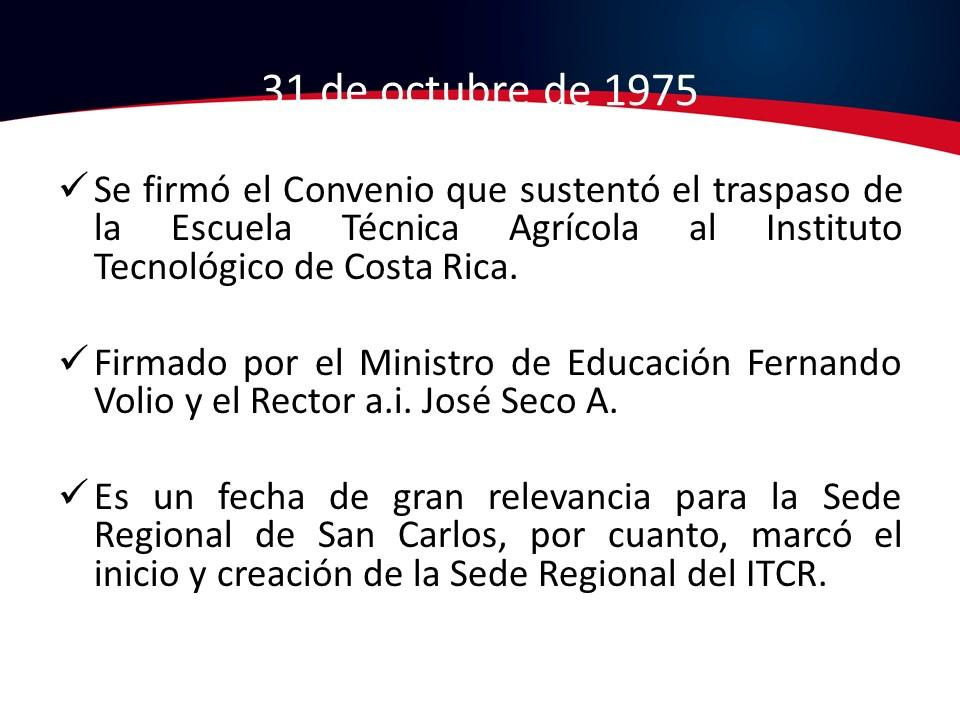 31 de octubre de 1975
✓ Se firmó el Convenio que sustentó el traspaso de
la Escuela Técnica Agrícola al Instituto
Tecnológico de Costa Rica.
✓ Firmado por el Ministro de Educación Fernando
Volio y el Rector a.i. José Seco A.
✓ Es un fecha de gran relevancia para la Sede
Regional de San Carlos, por cuanto, marcó el
inicio y creación de la Sede Regional del ITCR.